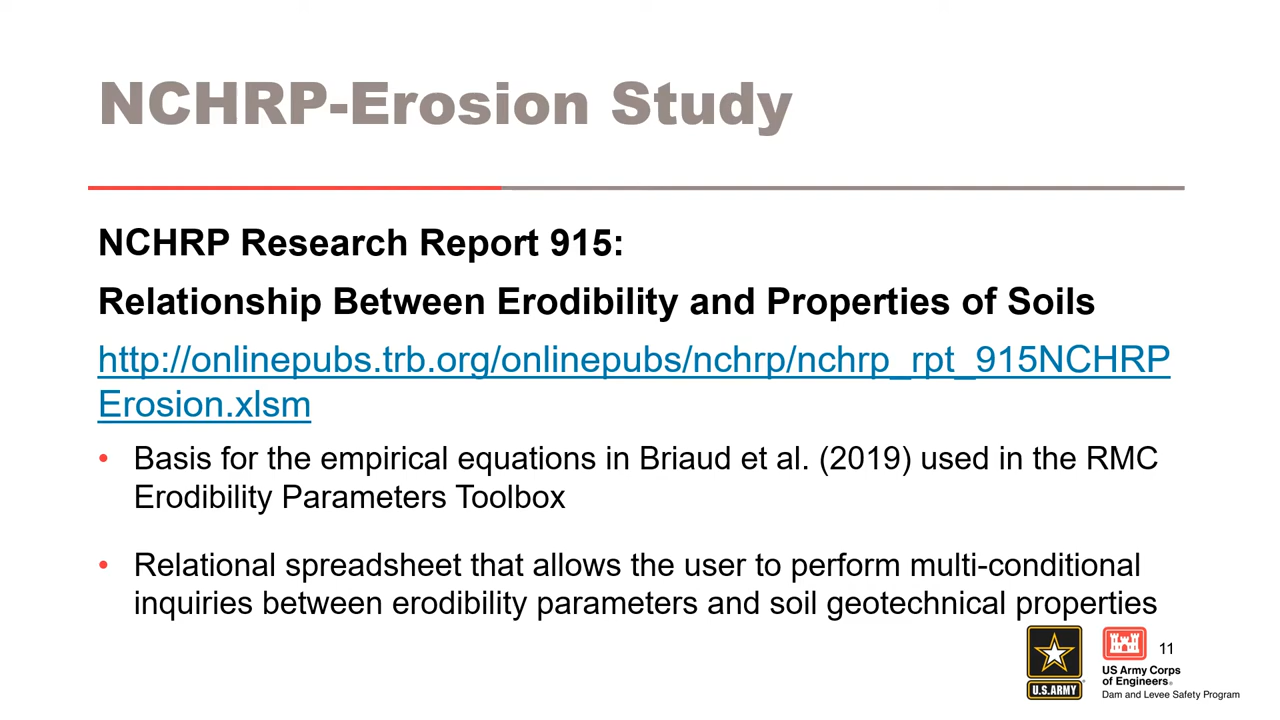 NCHRP-Erosion Study
NCHRP Research Report 915:
Relationship Between Erodibility and Properties of Soils
http://onlinepubs.trb.org/onlinepubs/nchrp/nchrp_rpt_915NCHRP
Erosion.xlsm
• Basis for the empirical equations in Briaud et al. (2019) used in the RMC
Erodibility Parameters Toolbox
• Relational spreadsheet that allows the user to perform multi-conditional
inquiries between erodibility parameters and soil geotechnical properties
U.S.ARMY
US Army Corps
of Engineers®
Dam and Levee Safety Program
11